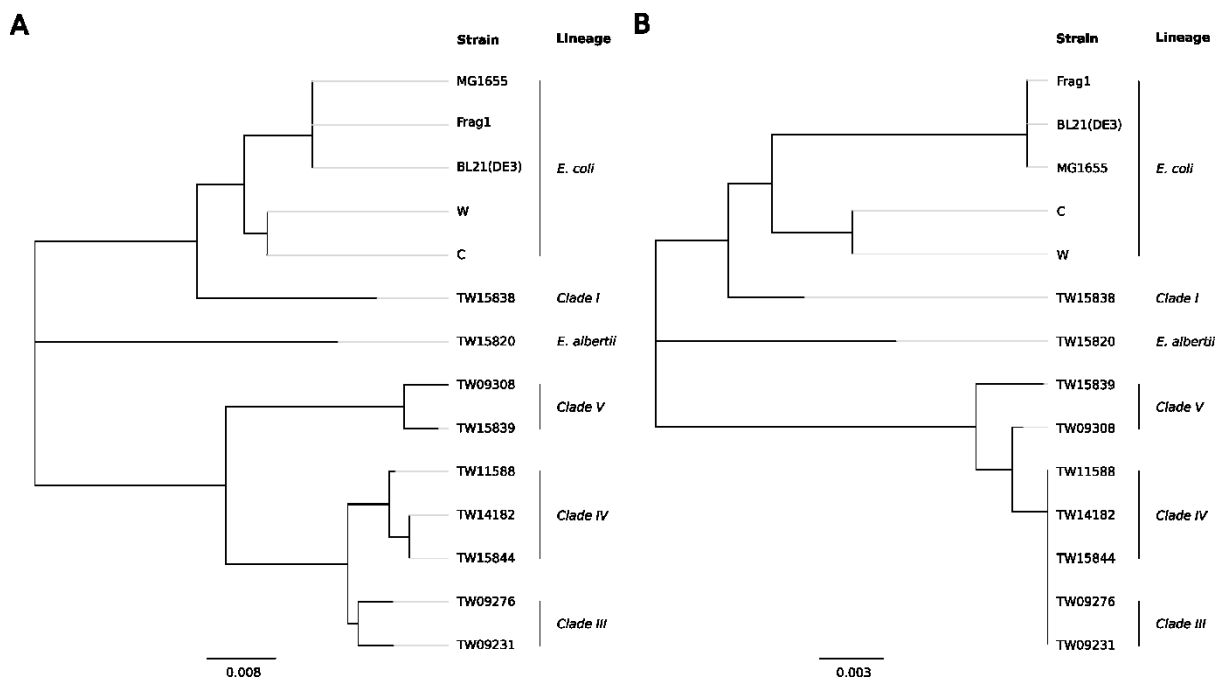 A
Strain Lineage
MG1655
Frag1
BL21(DE3)
E. coli
W
C
TW15838 Clade I
TW15820 E. albertii
TW09308
Clade V
TW15839
TW11588
TW14182 Clade IV
TW15844
TW09276
Clade III
TW09231
0.008
B
Strain Lineage
Frag1
BL21(DE3)
MG1655
E. coli
C
W
TW15838 Clade I
TW15820 E. albertii
TW15839
Clade V
TW09308
TW11588
TW14182 Clade IV
TW15844
TW09276
Clade III
TW09231
0.003